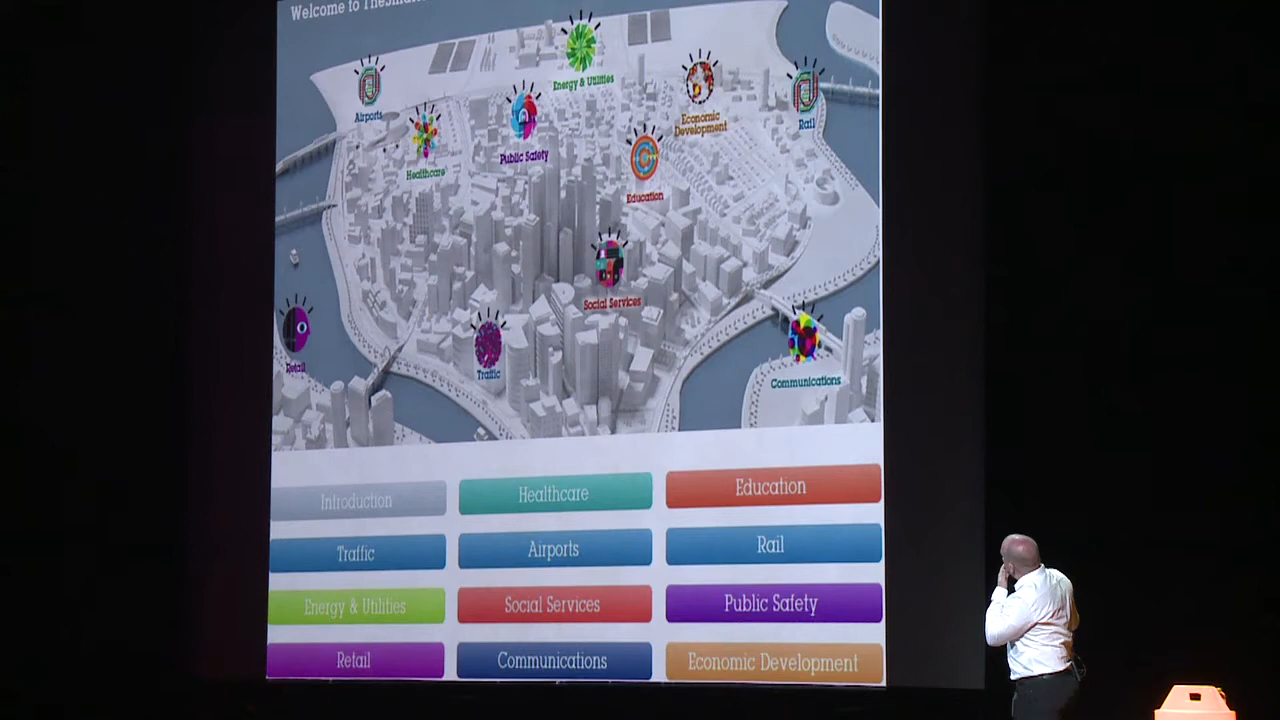 Welcome to
Energy & Utilities
Airports
Economic
Development
Rail
Public Safety
Healthcare
Education
Social Services
Retail
Traffic
Communications
Introduction
Healthcare
Education
Traffic
Airports
Rail
Energy & Utilities
Social Services
Public Safety
Retail
Communications
Economic Development